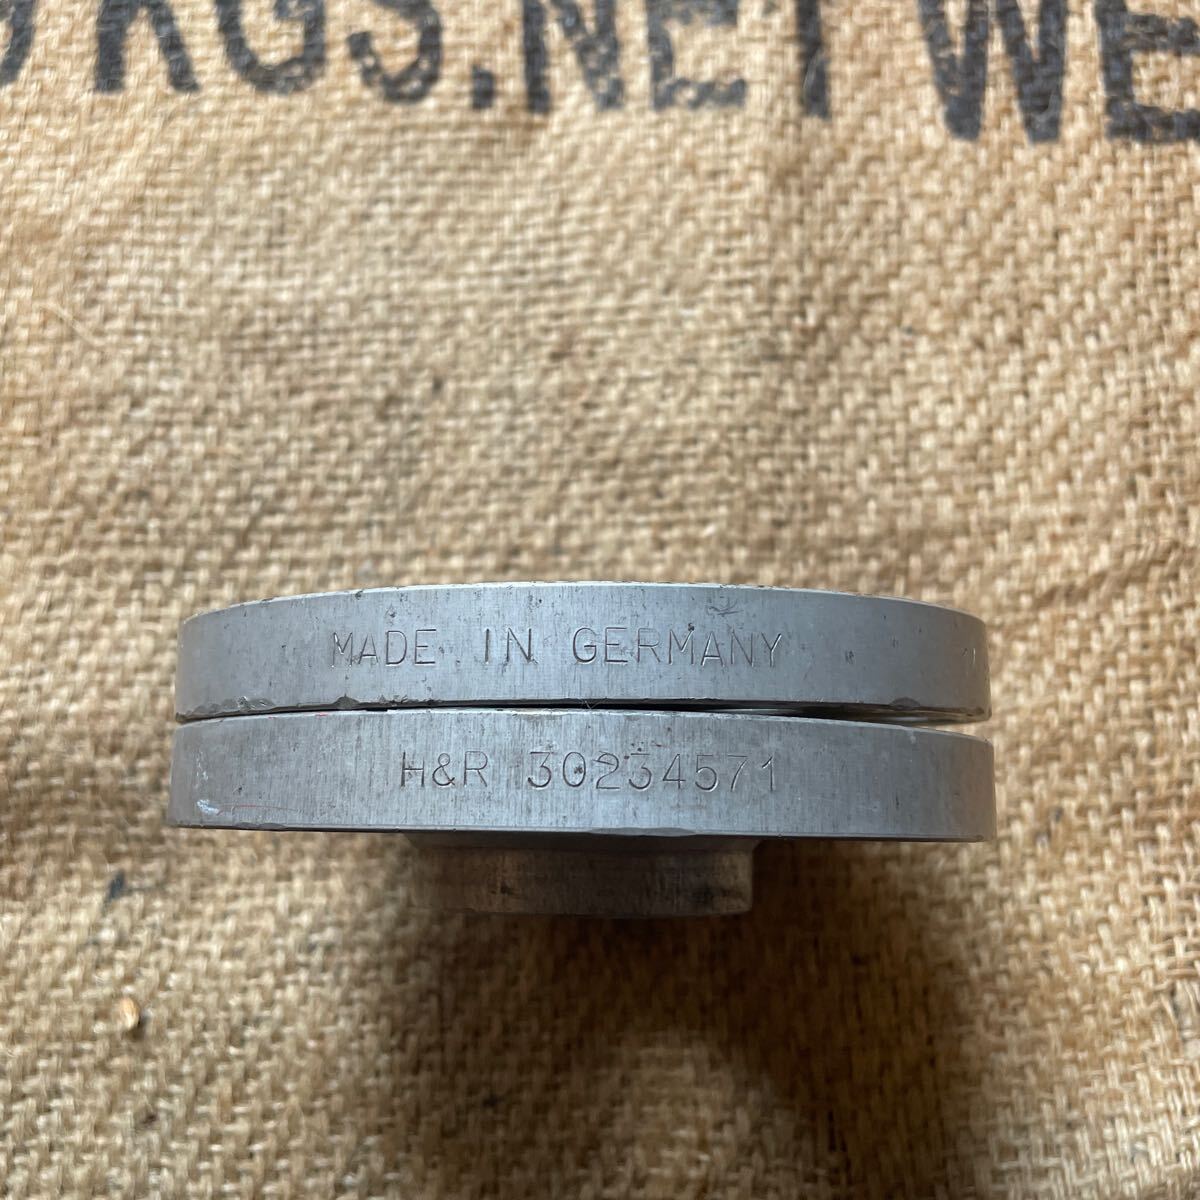 KGS.NET WE
MADE IN GERMANY
H&R 30234571